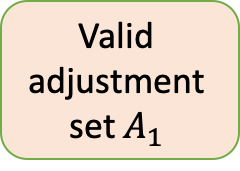 Valid
adjustment
set A₁